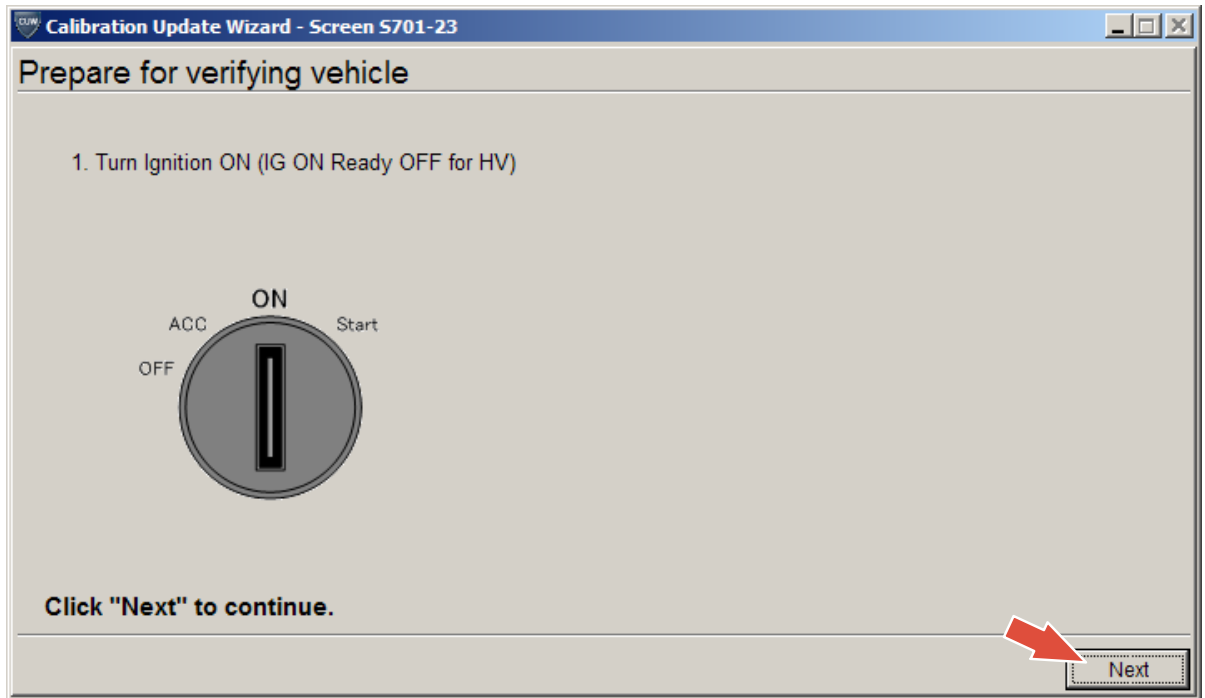 CUW Calibration Update Wizard - Screen S701-23
Prepare for verifying vehicle
1. Turn Ignition ON (IG ON Ready OFF for HV)
ON
ACC
Start
OFF
Click "Next" to continue.
Next